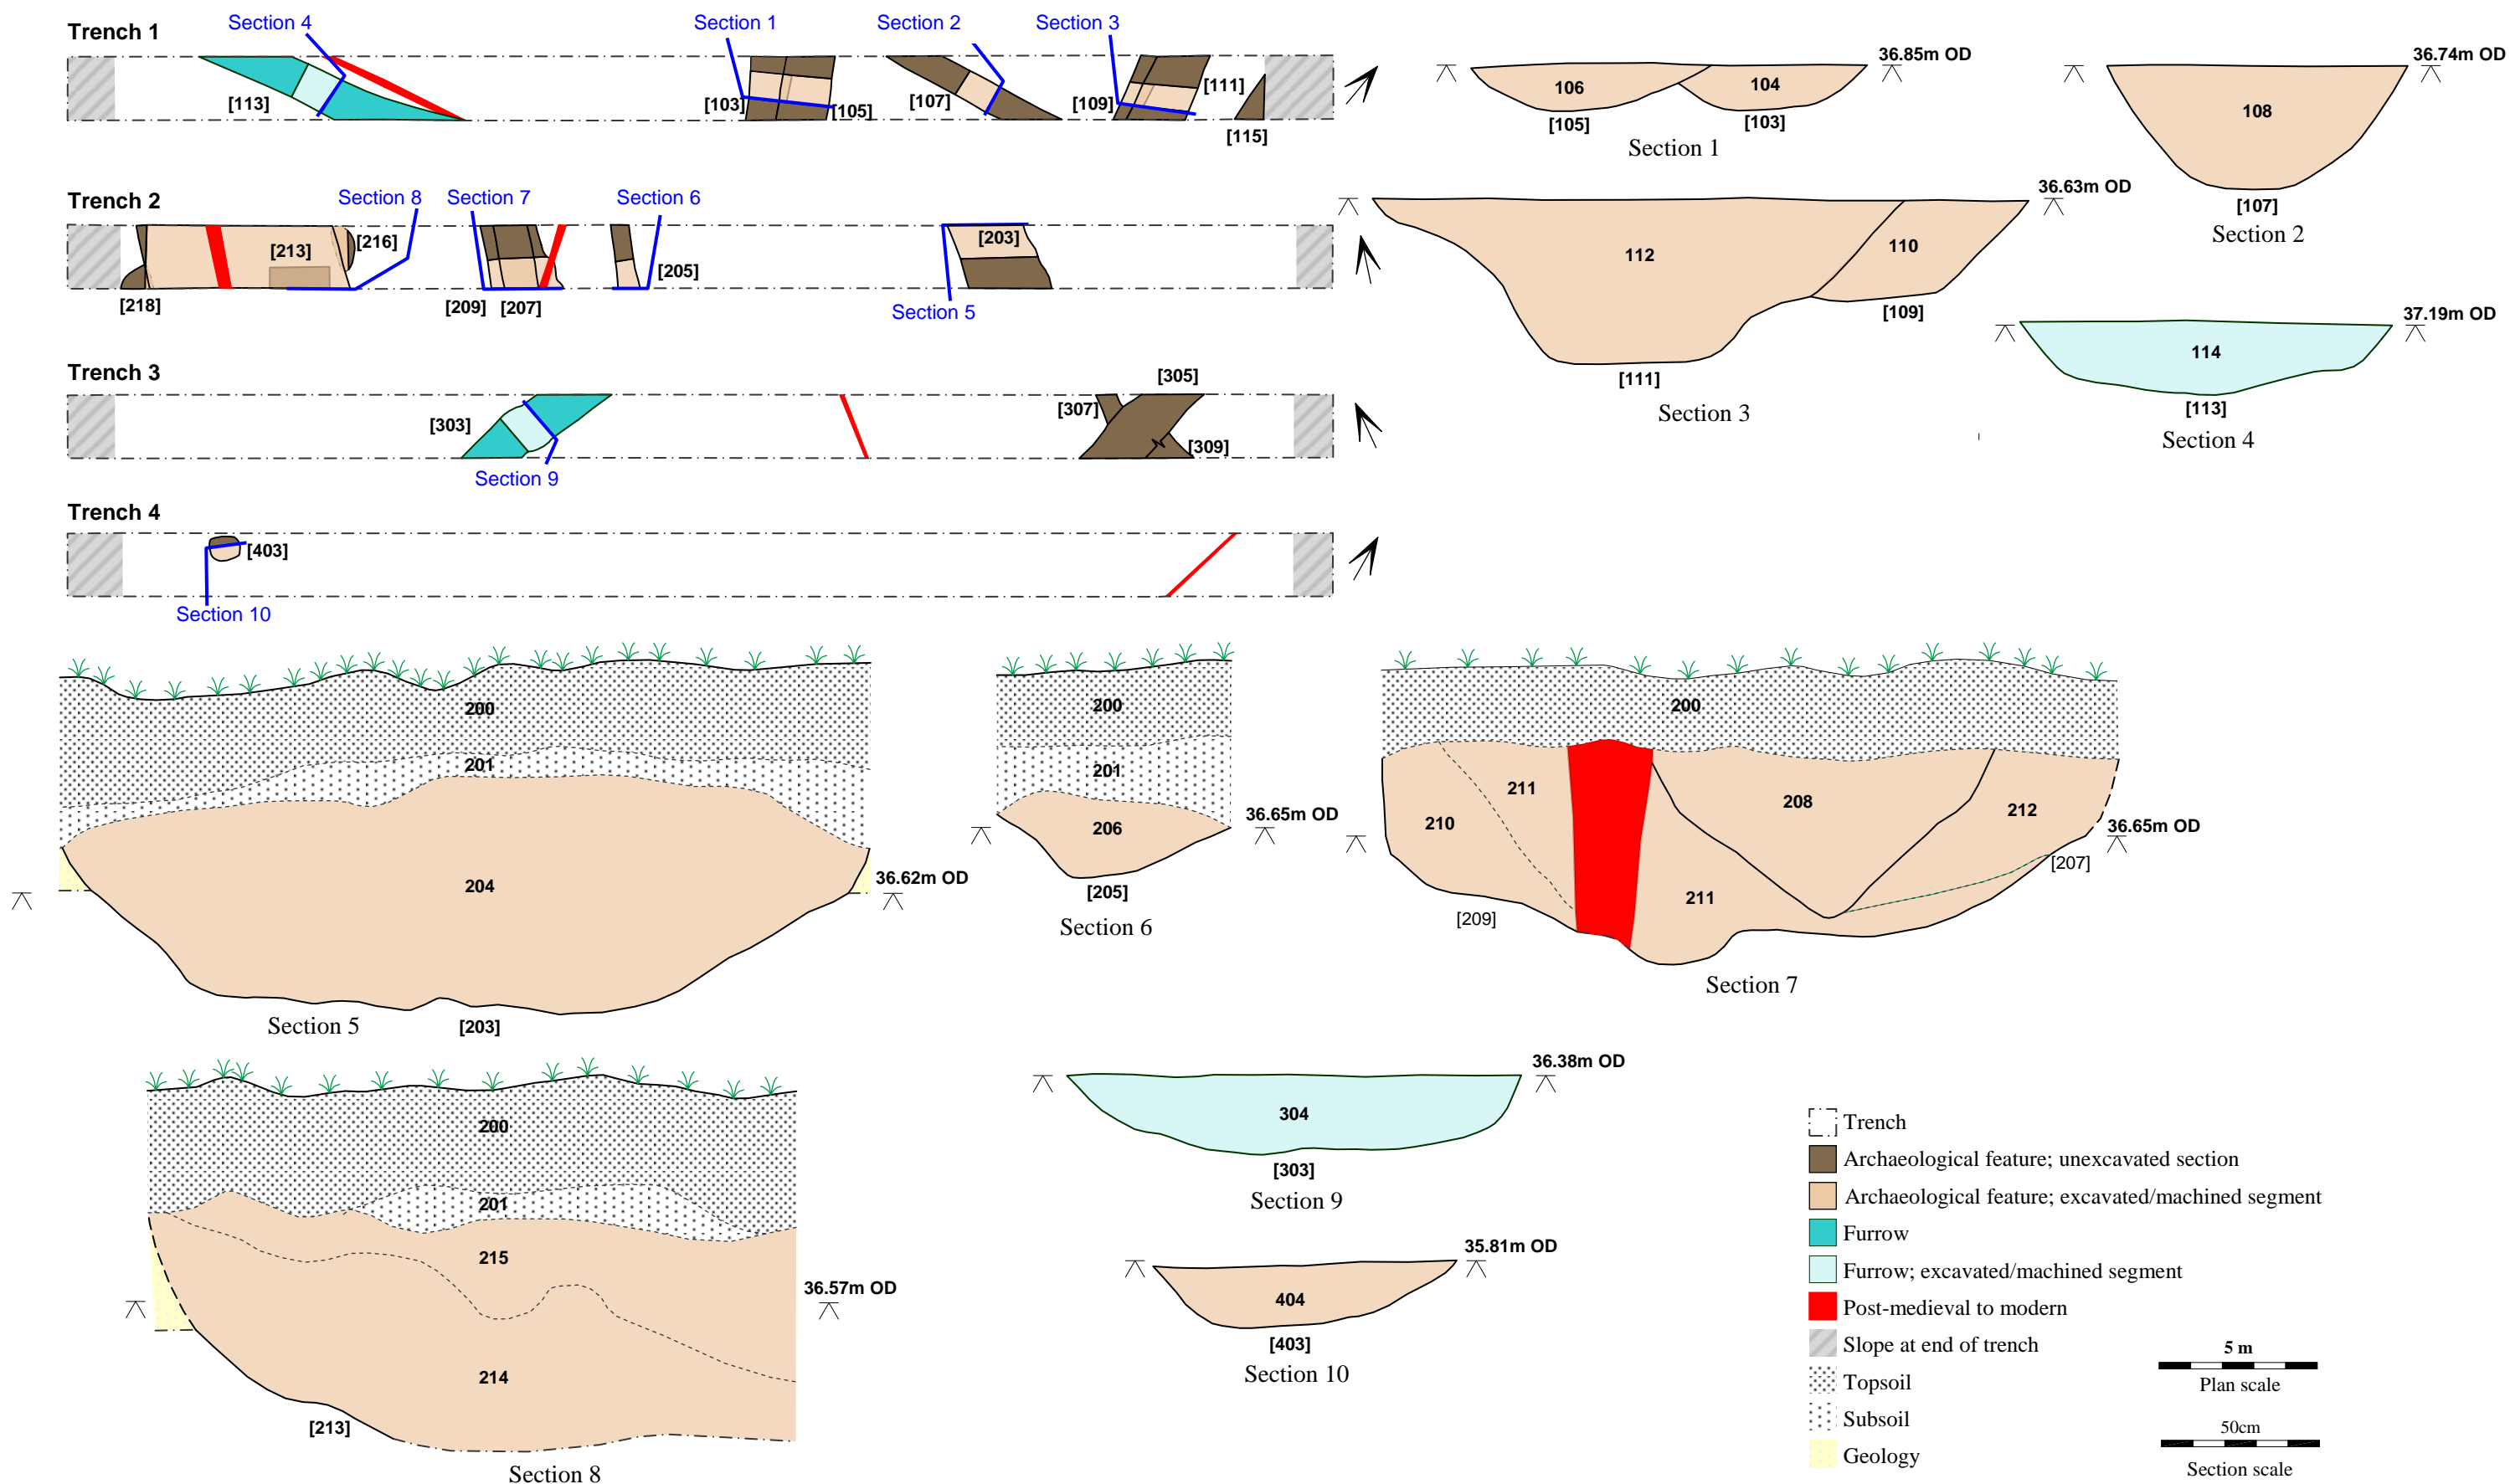 Trench 1
Section 4
Section 1
Section 2
Section 3
[113]
[103]
[105]
[107]
[109]
[111]
[115]
Trench 2
Section 8
Section 7
Section 6
[213]
[216]
[203]
[205]
[218]
[209]
[207]
Section 5
Trench 3
[305]
[307]
[303]
[309]
Section 9
Trench 4
[403]
Section 10
36.85m OD
106
104
[105]
[103]
Section 1
36.74m OD
108
[107]
Section 2
36.63m OD
112
110
[109]
[111]
Section 3
37.19m OD
114
[113]
Section 4
200
201
204
36.62m OD
Section 5
[203]
200
201
206
36.65m OD
[205]
Section 6
200
211
210
208
212
211
36.65m OD
[207]
[209]
Section 7
200
201
215
36.57m OD
214
[213]
Section 8
36.38m OD
304
[303]
Section 9
35.81m OD
404
[403]
Section 10
Trench
Archaeological feature; unexcavated section
Archaeological feature; excavated/machined segment
Furrow
Furrow; excavated/machined segment
Post-medieval to modern
Slope at end of trench
Topsoil
Subsoil
Geology
5 m
Plan scale
50cm
Section scale